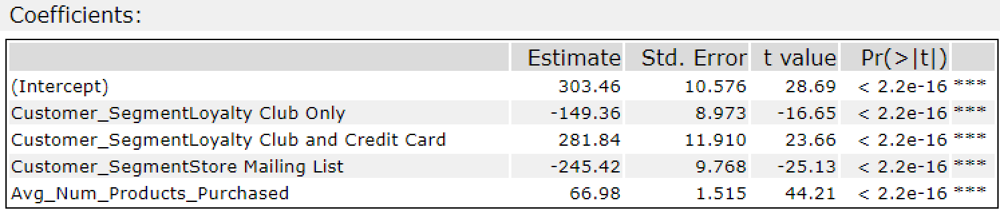 Coefficients:
Estimate Std. Error t value Pr(>|t|)
(Intercept) 303.46 10.576 28.69 < 2.2e-16 ***
Customer_SegmentLoyalty Club Only -149.36 8.973 -16.65 < 2.2e-16 ***
Customer_SegmentLoyalty Club and Credit Card 281.84 11.910 23.66 < 2.2e-16 ***
Customer_SegmentStore Mailing List -245.42 9.768 -25.13 < 2.2e-16 ***
Avg_Num_Products_Purchased 66.98 1.515 44.21 < 2.2e-16 ***